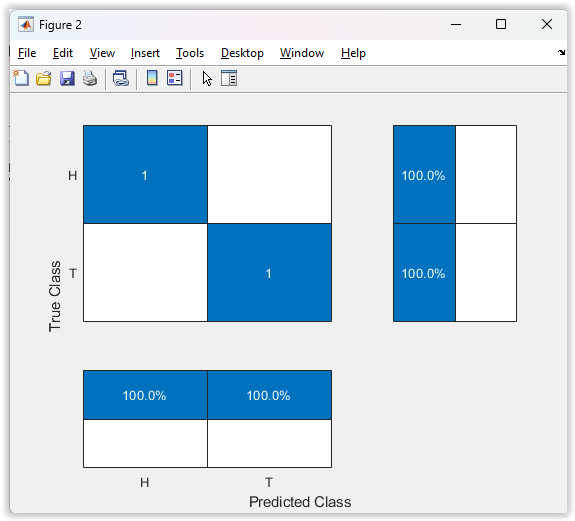 Figure 2
File Edit View Insert Tools Desktop Window Help
H 1 100.0%
T 1 100.0%
True Class
100.0% 100.0%
H T
Predicted Class